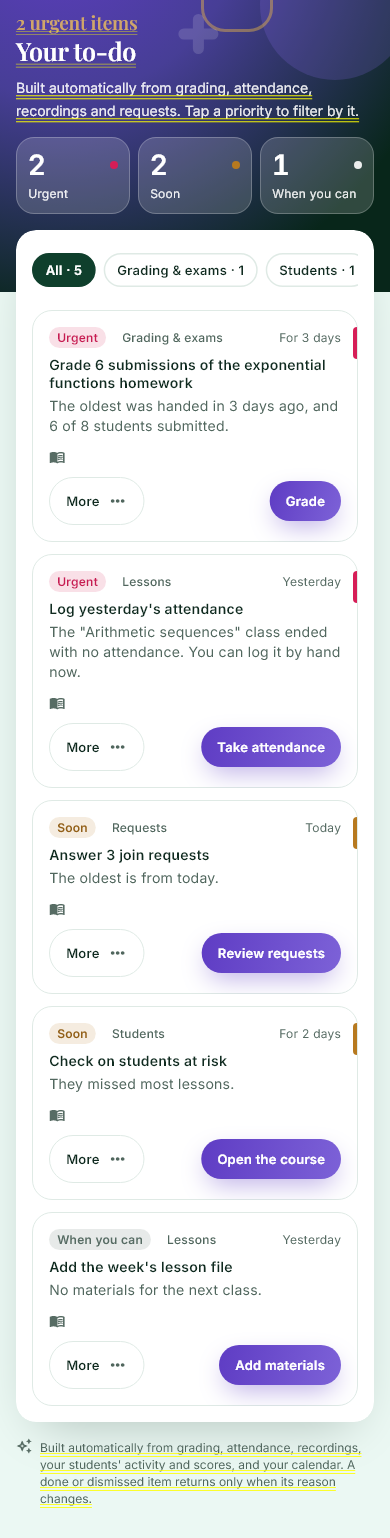 2 urgent items
Your to-do
Built automatically from grading, attendance,
recordings and requests. Tap a priority to filter by it.
2
Urgent
2
Soon
1
When you can
All · 5
Grading & exams · 1
Students · 1
Urgent
Grading & exams
For 3 days
Grade 6 submissions of the exponential
functions homework
The oldest was handed in 3 days ago, and
6 of 8 students submitted.
More
Grade
Urgent
Lessons
Yesterday
Log yesterday's attendance
The "Arithmetic sequences" class ended
with no attendance. You can log it by hand
now.
More
Take attendance
Soon
Requests
Today
Answer 3 join requests
The oldest is from today.
More
Review requests
Soon
Students
For 2 days
Check on students at risk
They missed most lessons.
More
Open the course
When you can
Lessons
Yesterday
Add the week's lesson file
No materials for the next class.
More
Add materials
Built automatically from grading, attendance, recordings,
your students' activity and scores, and your calendar. A
done or dismissed item returns only when its reason
changes.